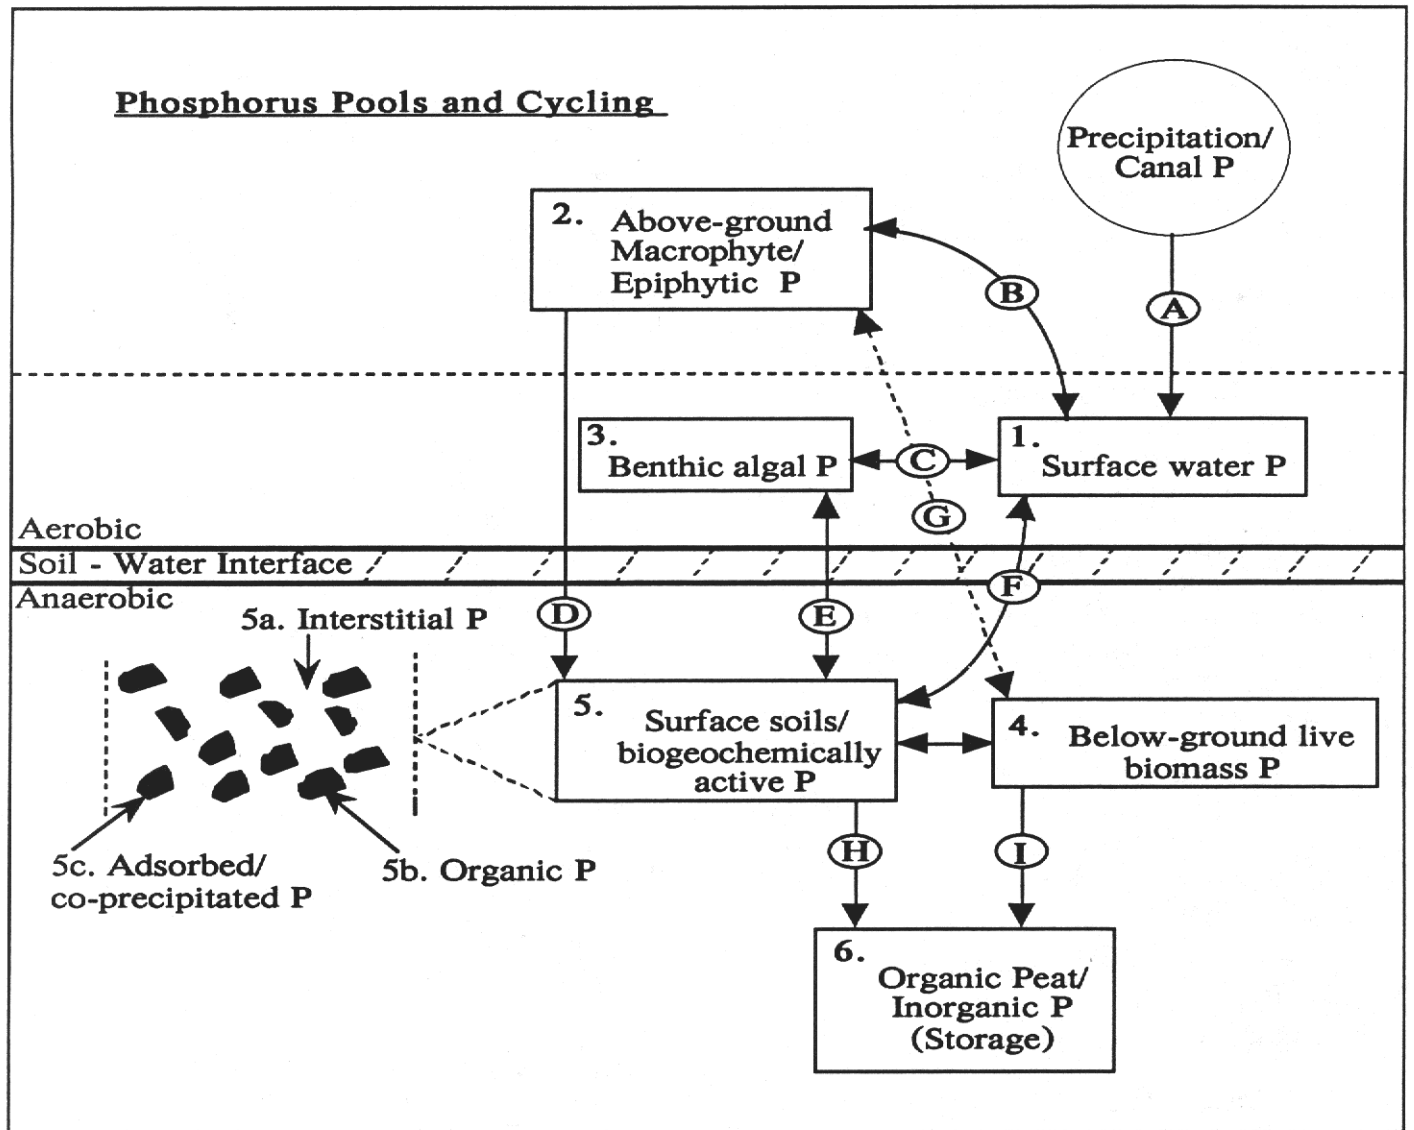 Phosphorus Pools and Cycling
Precipitation/
Canal P
2. Above-ground
Macrophyte/
Epiphytic P
B
A
3.
Benthic algal P
C
1.
Surface water P
G
Aerobic
Soil - Water Interface
Anaerobic
F
5a. Interstitial P
D
E
5.
Surface soils/
biogeochemically
active P
4. Below-ground live
biomass P
5c. Adsorbed/
co-precipitated P
5b. Organic P
H
I
6.
Organic Peat/
Inorganic P
(Storage)